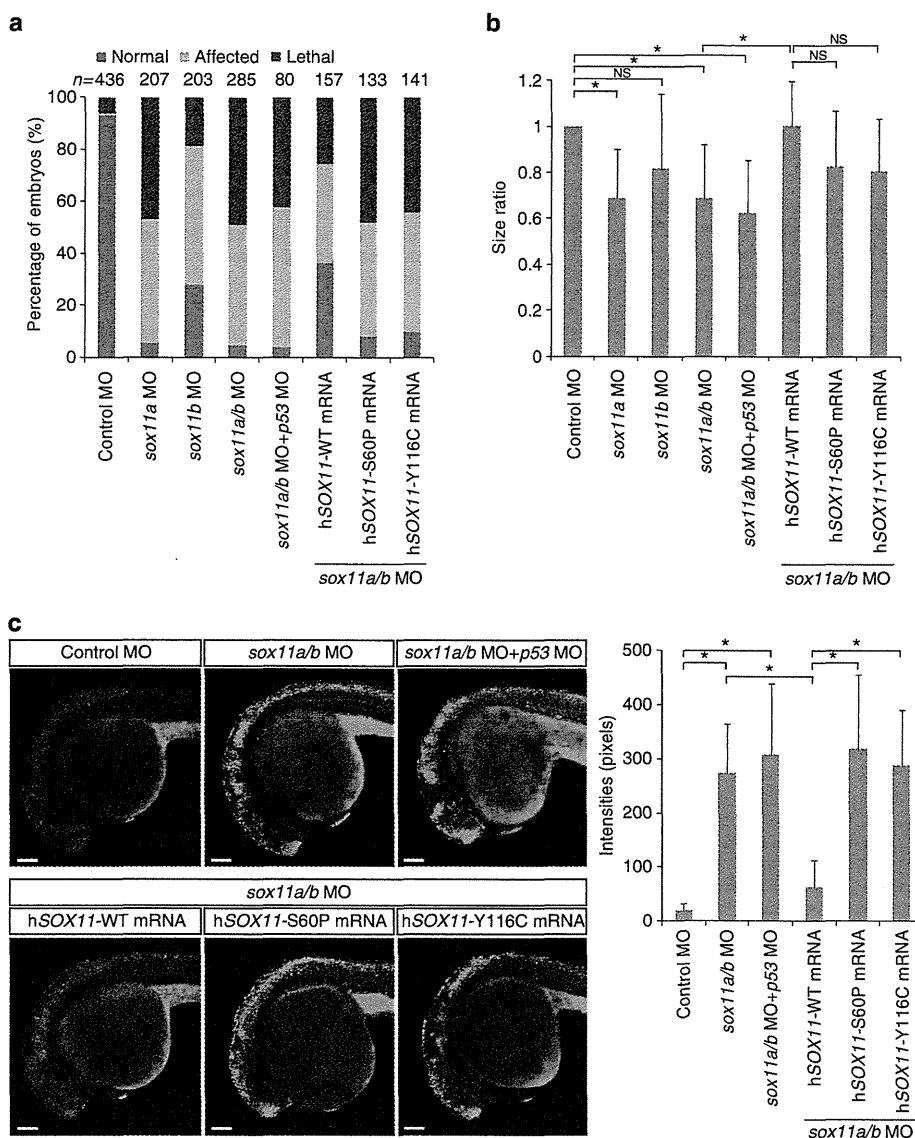 a
Normal Affected Lethal
n=436 207 203 285 80 157 133 141
Percentage of embryos (%)
100
80
60
40
20
0
Control MO
sox11a MO
sox11b MO
sox11a/b MO
sox11a/b MO+p53 MO
hSOX11-WT mRNA
hSOX11-S60P mRNA
hSOX11-Y116C mRNA
sox11a/b MO
b
* NS
* * NS
NS
*
Size ratio
1.2
1
0.8
0.6
0.4
0.2
0
Control MO
sox11a MO
sox11b MO
sox11a/b MO
sox11a/b MO+p53 MO
hSOX11-WT mRNA
hSOX11-S60P mRNA
hSOX11-Y116C mRNA
sox11a/b MO
c
Control MO
sox11a/b MO
sox11a/b MO+p53 MO
sox11a/b MO
hSOX11-WT mRNA
hSOX11-S60P mRNA
hSOX11-Y116C mRNA
* *
* * *
Intensities (pixels)
500
400
300
200
100
0
Control MO
sox11a/b MO
sox11a/b MO+p53 MO
hSOX11-WT mRNA
hSOX11-S60P mRNA
hSOX11-Y116C mRNA
sox11a/b MO